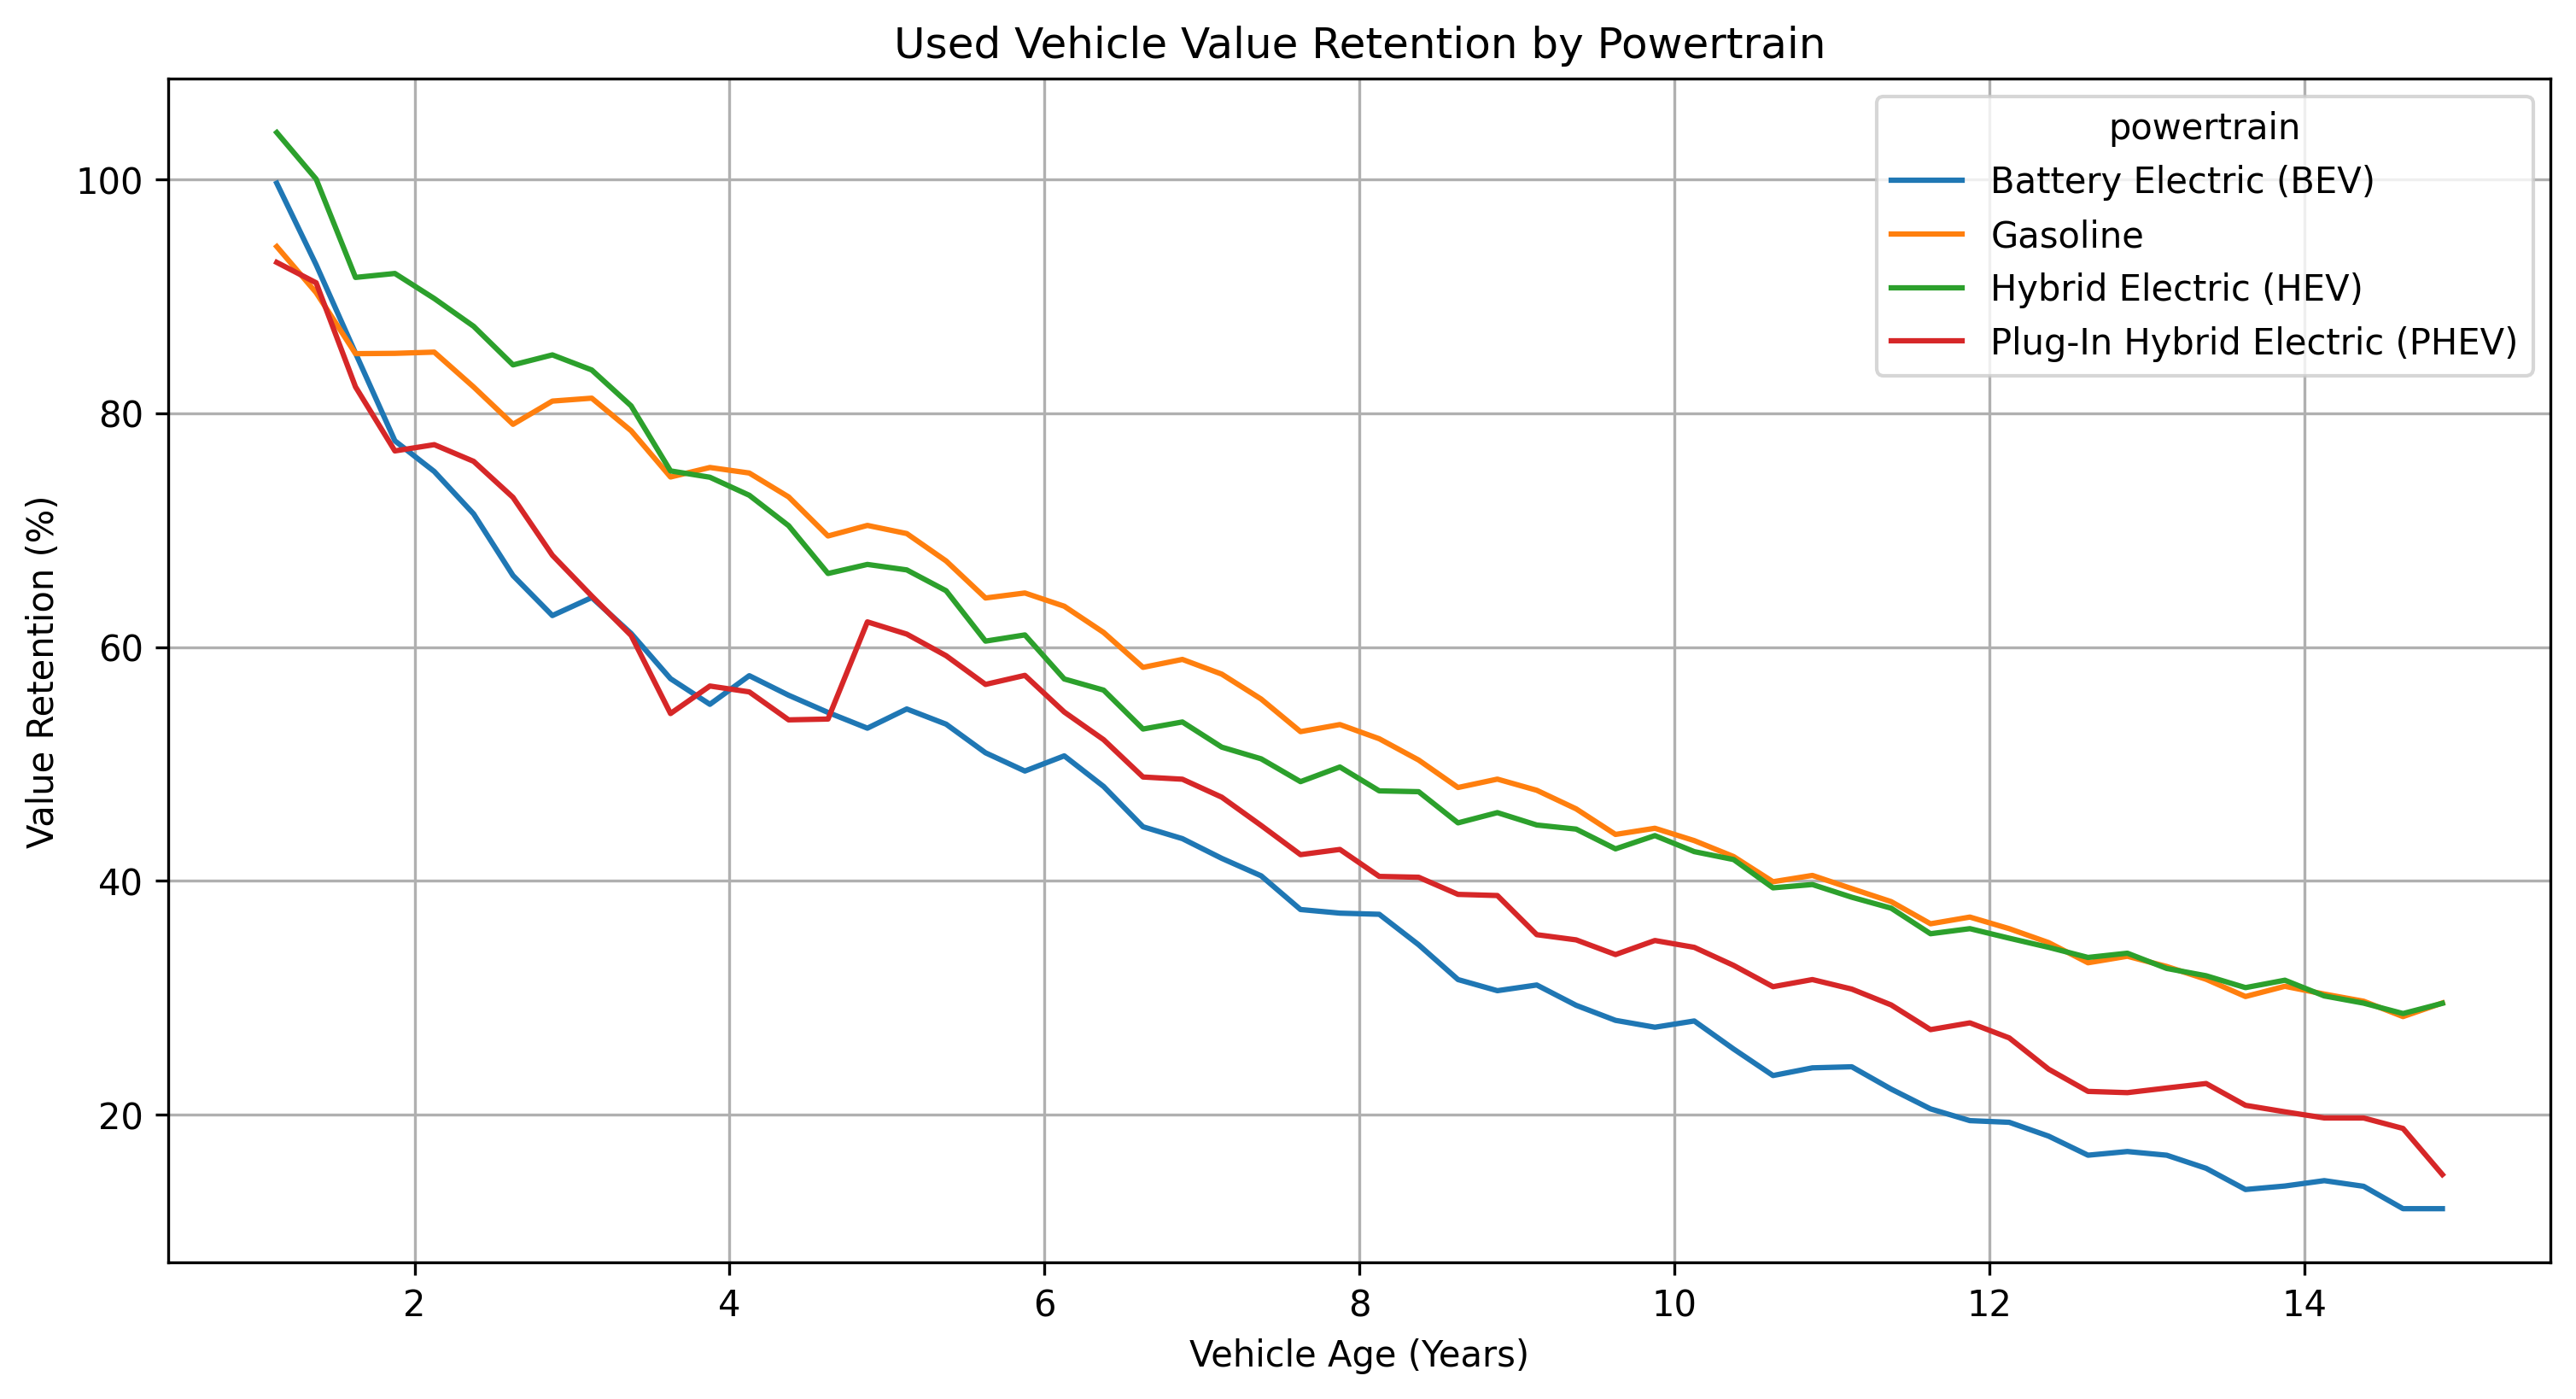 Used Vehicle Value Retention by Powertrain
Value Retention (%)
100
80
60
40
20
powertrain
Battery Electric (BEV)
Gasoline
Hybrid Electric (HEV)
Plug-In Hybrid Electric (PHEV)
2 4 6 8 10 12 14
Vehicle Age (Years)